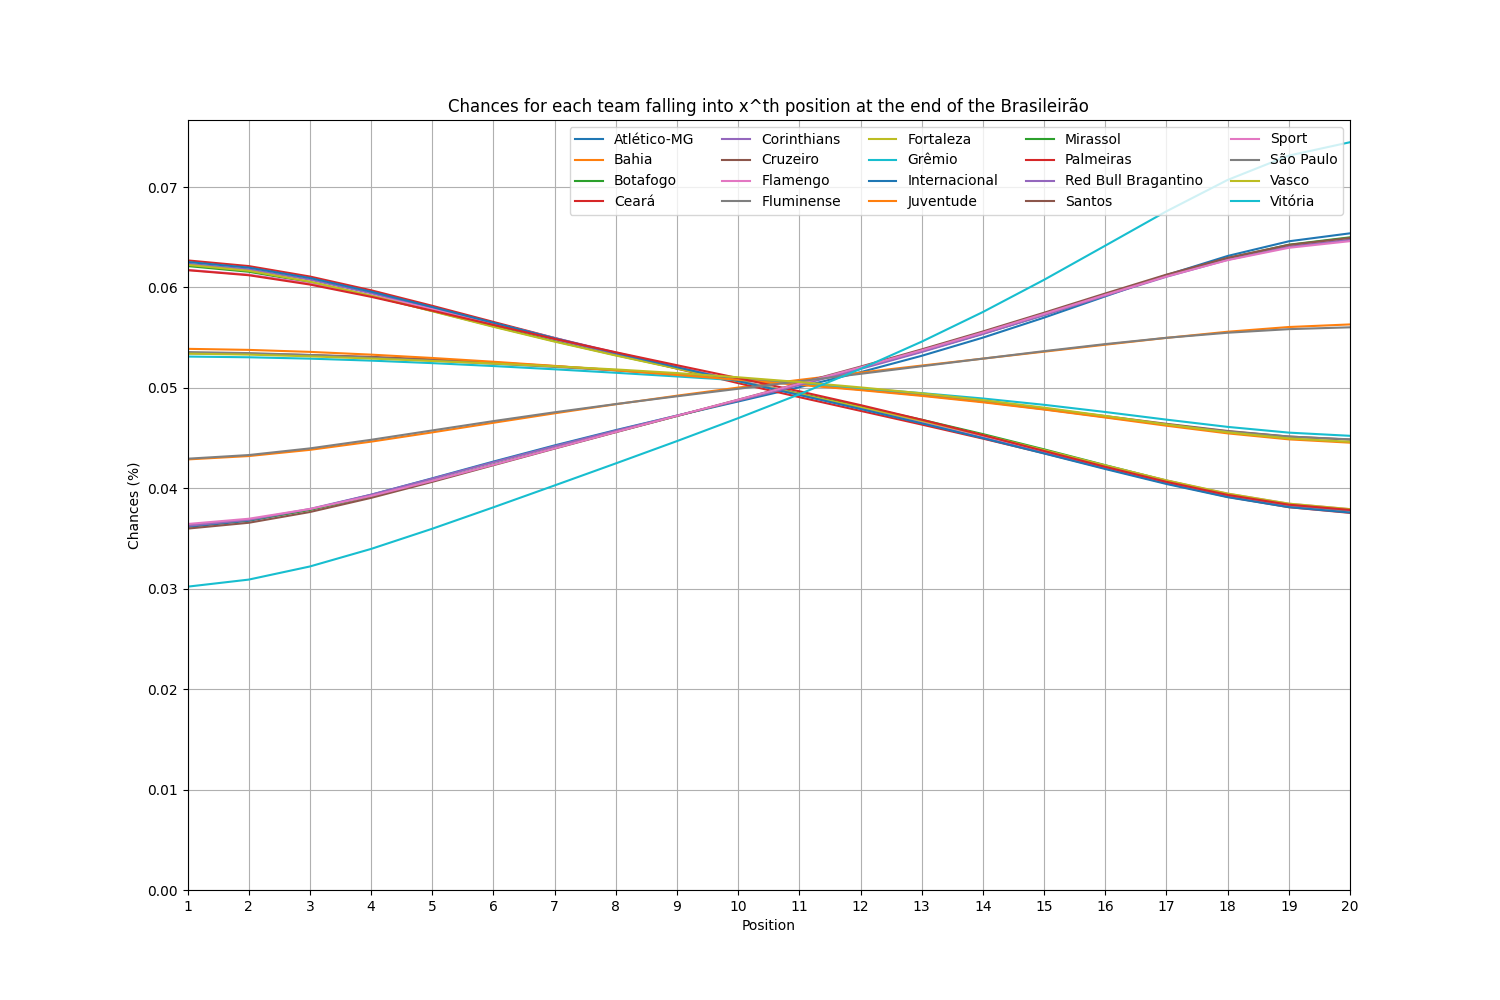 Chances for each team falling into x^th position at the end of the Brasileirão
Atlético-MG Corinthians Fortaleza Mirassol Sport
Bahia Cruzeiro Grêmio Palmeiras São Paulo
Botafogo Flamengo Internacional Red Bull Bragantino Vasco
Ceará Fluminense Juventude Santos Vitória
Chances (%)
0.07
0.06
0.05
0.04
0.03
0.02
0.01
0.00
1 2 3 4 5 6 7 8 9 10 11 12 13 14 15 16 17 18 19 20
Position